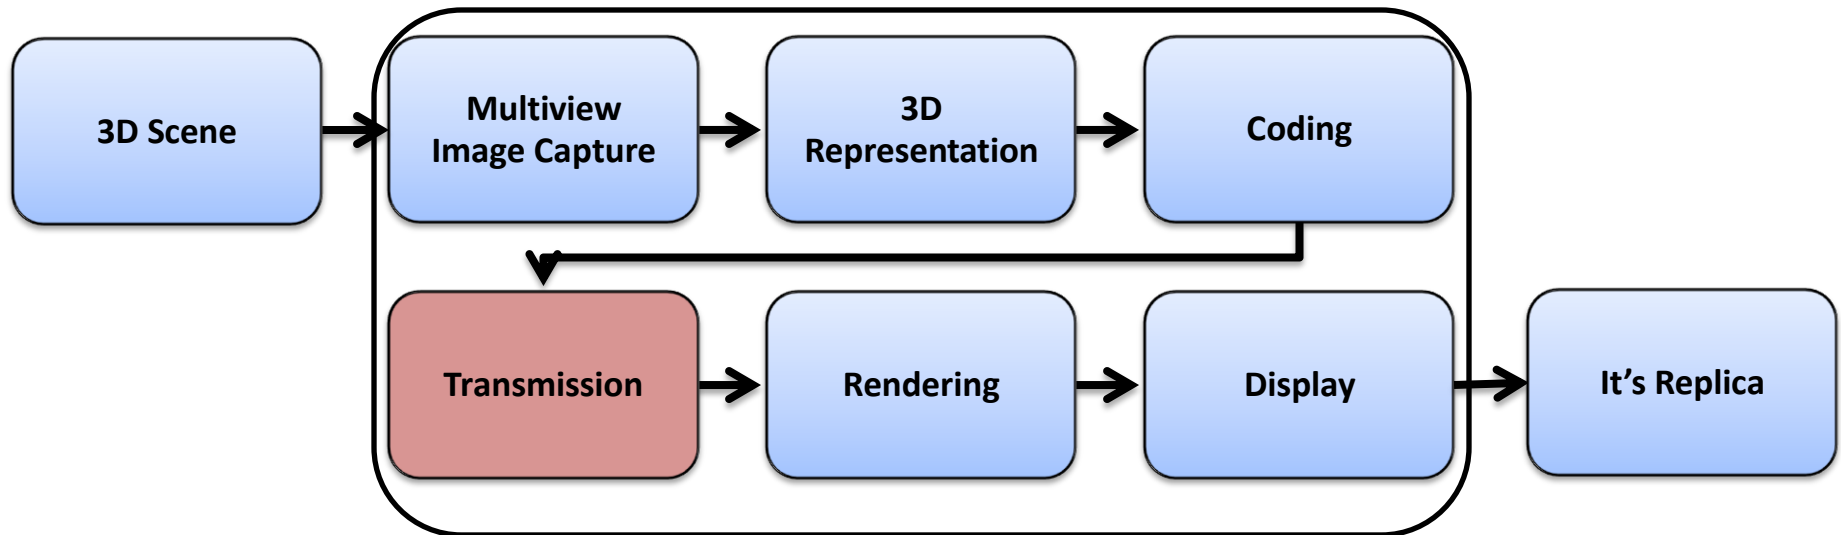 3D Scene
Multiview
Image Capture
3D
Representation
Coding
Transmission
Rendering
Display
It’s Replica